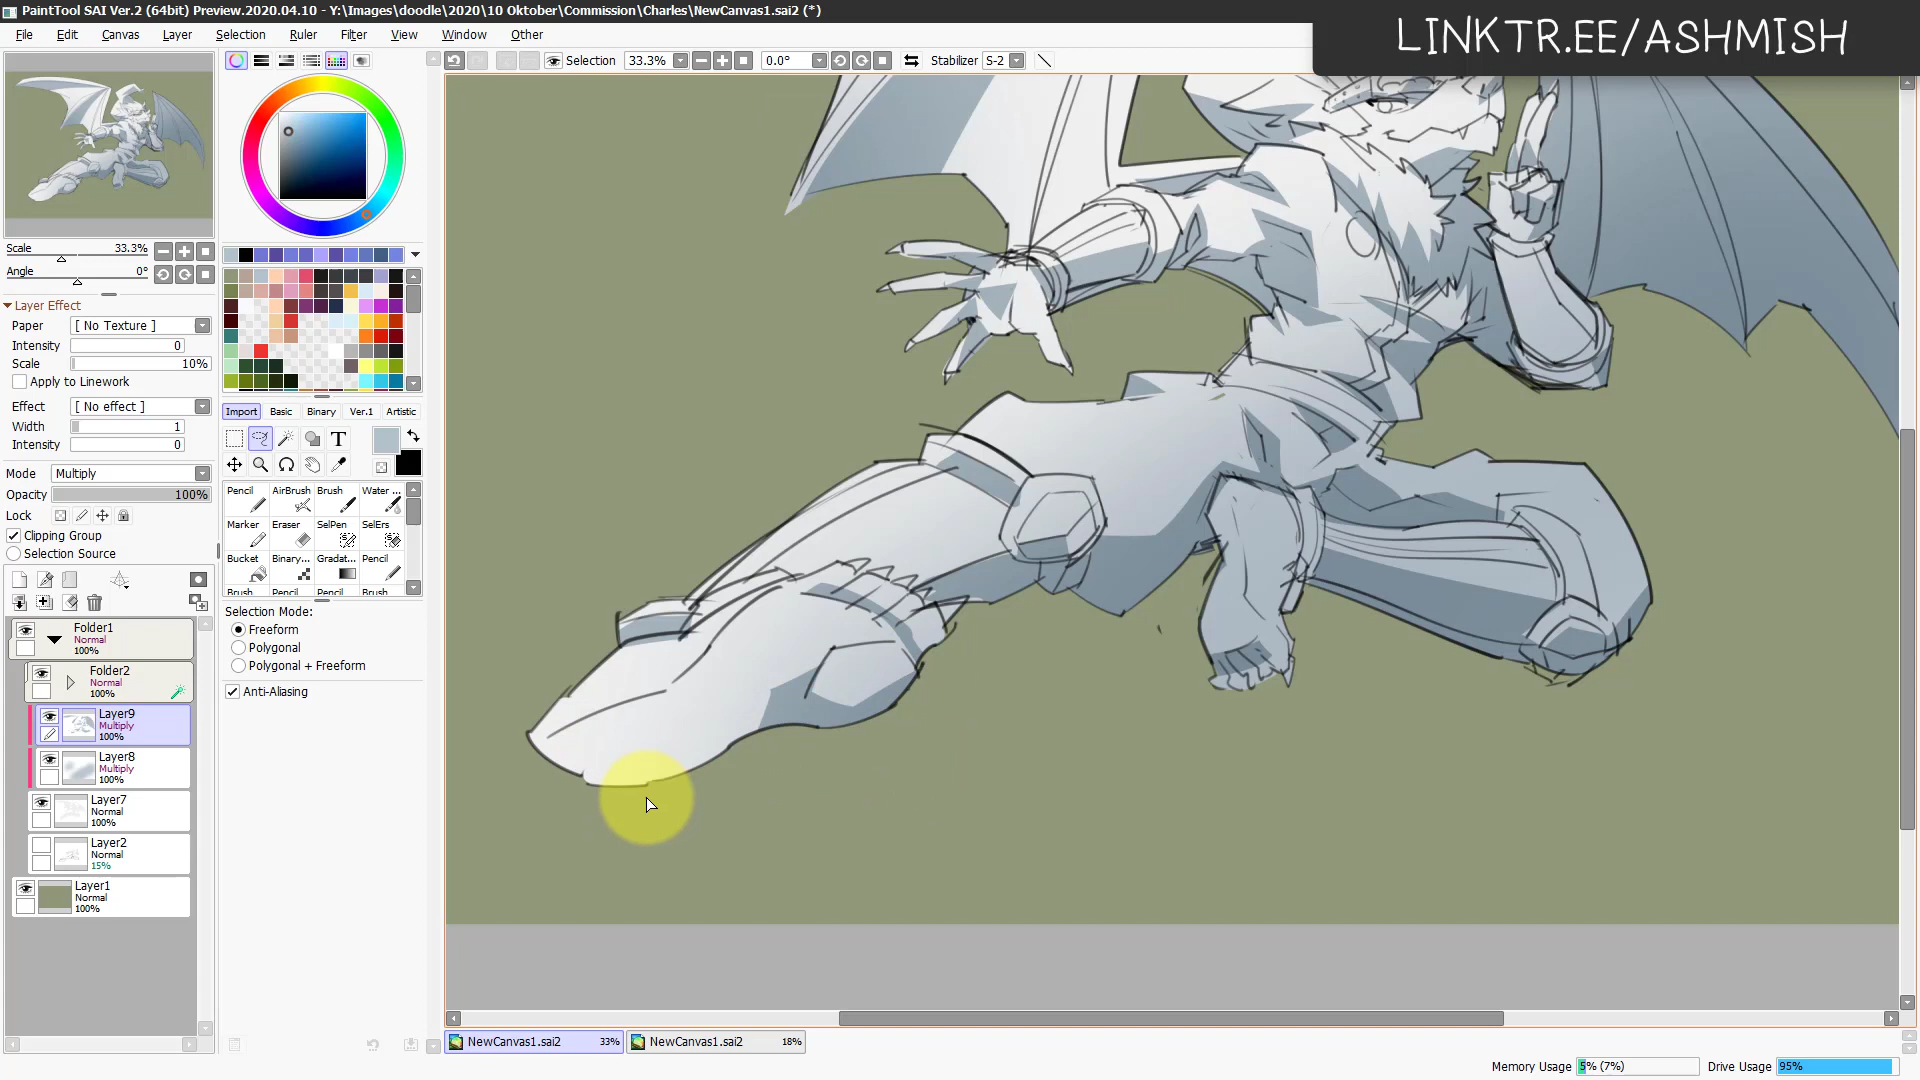 PaintTool SAI Ver.2 (64bit) Preview.2020.04.10 - Y:\Images\doodle\2020\10 Oktober\Commission\Charles\NewCanvas1.sai2 (*)
LINKTR.EE/ASHMISH
File Edit Canvas Layer Selection Ruler Filter View Window Other
Selection 33.3% 0.0° Stabilizer S-2
Scale 33.3%
Angle 0°
Layer Effect
Paper [ No Texture ]
Intensity 0
Scale 10%
Apply to Linework
Effect [ No effect ]
Width 1
Intensity 0
Mode Multiply
Opacity 100%
Lock
Clipping Group
Selection Source
Folder1
Normal
100%
Folder2
Normal
100%
Layer9
Multiply
100%
Layer8
Multiply
100%
Layer7
Normal
100%
Layer2
Normal
15%
Layer1
Normal
100%
Import Basic Binary Ver.1 Artistic
T
Pencil AirBrush Brush Water ...
Marker Eraser SelPen SelErs
Bucket Binary... Gradat... Pencil
Brush Pencil Pencil Brush
Selection Mode:
Freeform
Polygonal
Polygonal + Freeform
Anti-Aliasing
NewCanvas1.sai2 33% NewCanvas1.sai2 18%
Memory Usage 5% (7%) Drive Usage 95%